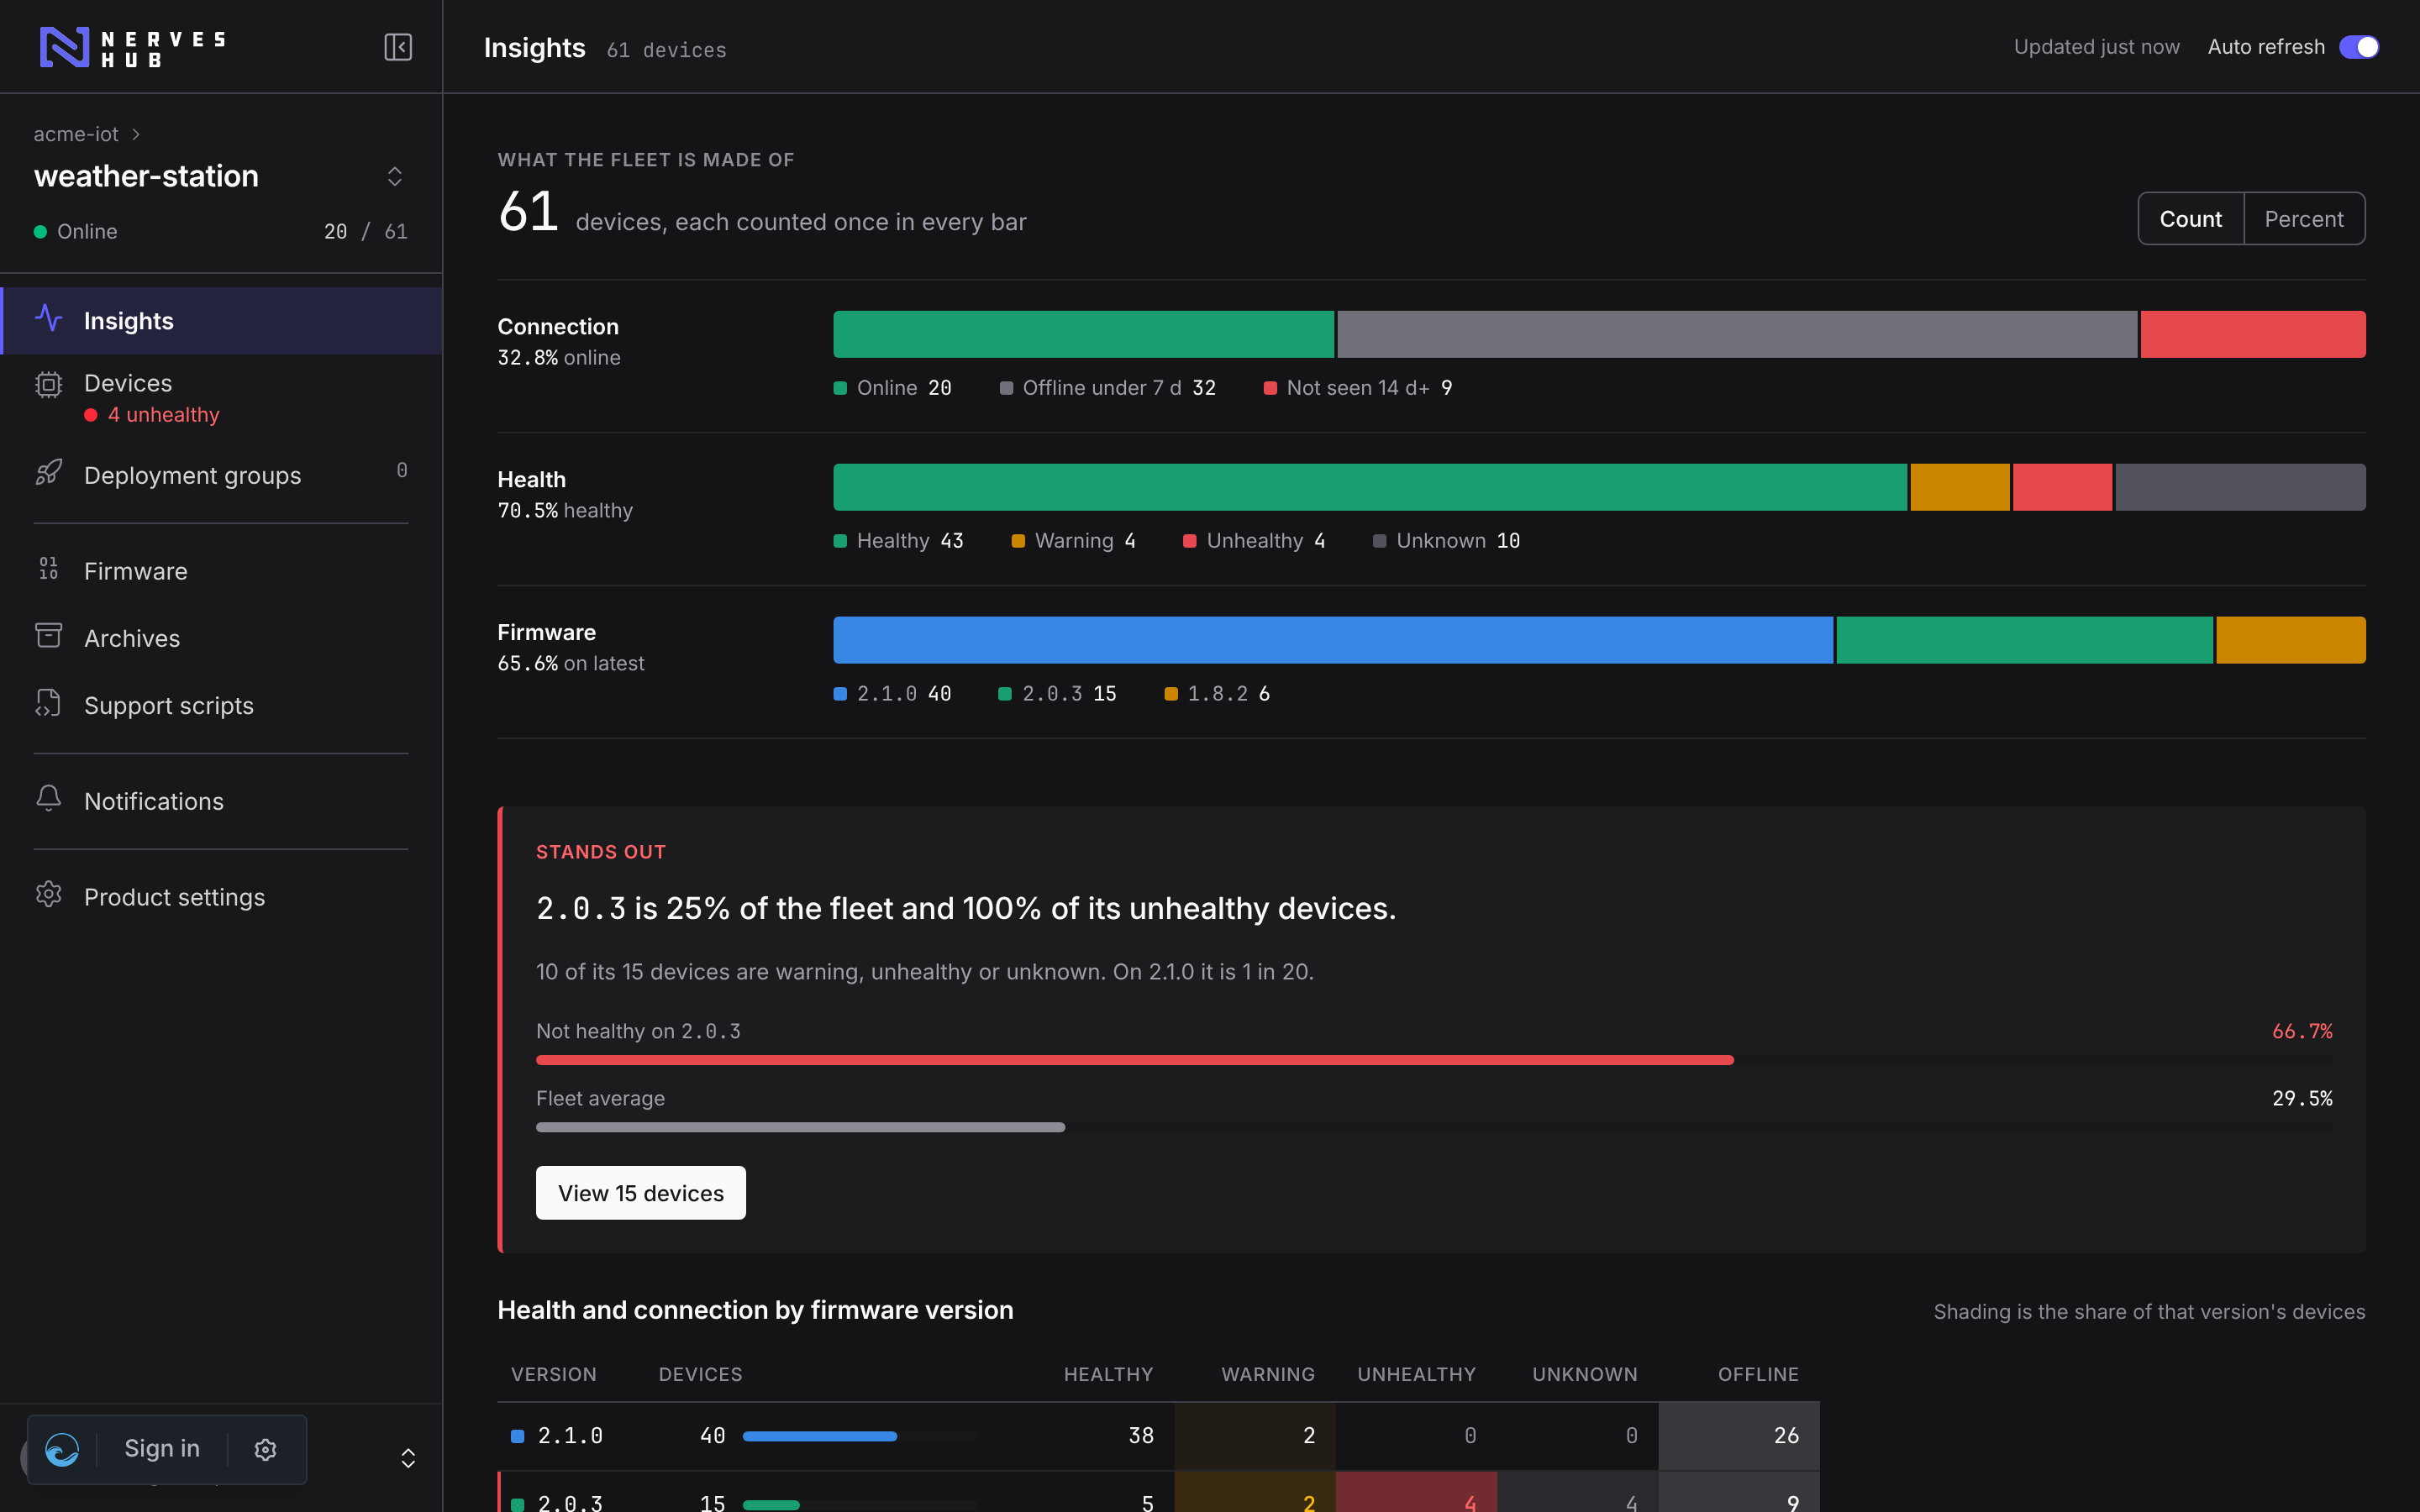 NERVES
HUB
Insights 61 devices
Updated just now Auto refresh
acme-iot
weather-station
Online 20 / 61
Insights
Devices
4 unhealthy
Deployment groups 0
01
10
Firmware
Archives
Support scripts
Notifications
Product settings
Sign in
WHAT THE FLEET IS MADE OF
61 devices, each counted once in every bar
Count Percent
Connection
32.8% online
Online 20 Offline under 7 d 32 Not seen 14 d+ 9
Health
70.5% healthy
Healthy 43 Warning 4 Unhealthy 4 Unknown 10
Firmware
65.6% on latest
2.1.0 40 2.0.3 15 1.8.2 6
STANDS OUT
2.0.3 is 25% of the fleet and 100% of its unhealthy devices.
10 of its 15 devices are warning, unhealthy or unknown. On 2.1.0 it is 1 in 20.
Not healthy on 2.0.3 66.7%
Fleet average 29.5%
View 15 devices
Health and connection by firmware version
Shading is the share of that version's devices
VERSION DEVICES HEALTHY WARNING UNHEALTHY UNKNOWN OFFLINE
2.1.0 40 38 2 0 0 26
2.0.3 15 5 2 4 4 9